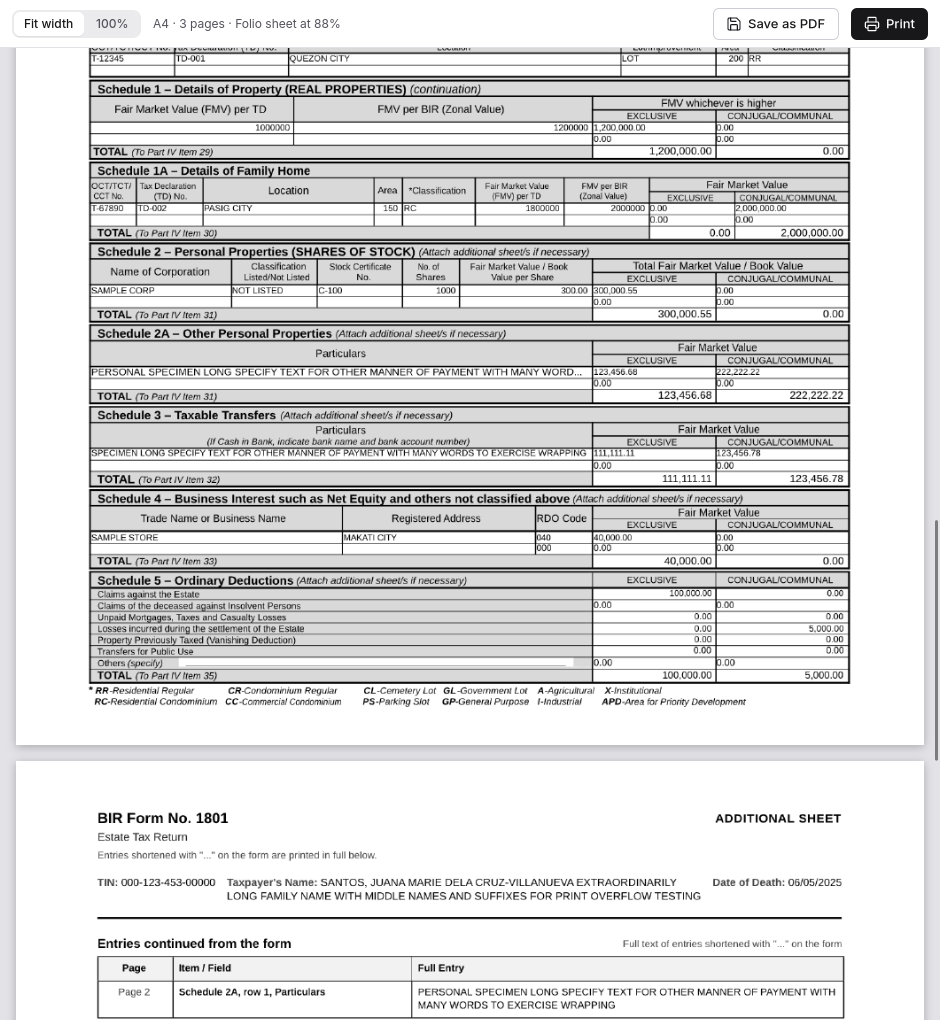 Fit width 100% A4 · 3 pages · Folio sheet at 88% Save as PDF Print
T-12345 TD-001 QUEZON CITY LOT 200 RR
Schedule 1 – Details of Property (REAL PROPERTIES) (continuation)
Fair Market Value (FMV) per TD FMV per BIR (Zonal Value) FMV whichever is higher
EXCLUSIVE CONJUGAL/COMMUNAL
1000000 1200000 1,200,000.00 0.00
0.00 0.00
TOTAL (To Part IV Item 29) 1,200,000.00 0.00
Schedule 1A – Details of Family Home
OCT/TCT/ CCT No. Tax Declaration (TD) No. Location Area *Classification Fair Market Value (FMV) per TD FMV per BIR (Zonal Value) Fair Market Value
EXCLUSIVE CONJUGAL/COMMUNAL
T-67890 TD-002 PASIG CITY 150 RC 1800000 2000000 0.00 2,000,000.00
0.00 0.00
TOTAL (To Part IV Item 30) 0.00 2,000,000.00
Schedule 2 – Personal Properties (SHARES OF STOCK) (Attach additional sheet/s if necessary)
Name of Corporation Classification Listed/Not Listed Stock Certificate No. No. of Shares Fair Market Value / Book Value per Share Total Fair Market Value / Book Value
EXCLUSIVE CONJUGAL/COMMUNAL
SAMPLE CORP NOT LISTED C-100 1000 300.00 300,000.55 0.00
0.00 0.00
TOTAL (To Part IV Item 31) 300,000.55 0.00
Schedule 2A – Other Personal Properties (Attach additional sheet/s if necessary)
Particulars Fair Market Value
EXCLUSIVE CONJUGAL/COMMUNAL
PERSONAL SPECIMEN LONG SPECIFY TEXT FOR OTHER MANNER OF PAYMENT WITH MANY WORD... 123,456.68 222,222.22
0.00 0.00
TOTAL (To Part IV Item 31) 123,456.68 222,222.22
Schedule 3 – Taxable Transfers (Attach additional sheet/s if necessary)
Particulars Fair Market Value
(If Cash in Bank, indicate bank name and bank account number) EXCLUSIVE CONJUGAL/COMMUNAL
SPECIMEN LONG SPECIFY TEXT FOR OTHER MANNER OF PAYMENT WITH MANY WORDS TO EXERCISE WRAPPING 111,111.11 123,456.78
0.00 0.00
TOTAL (To Part IV Item 32) 111,111.11 123,456.78
Schedule 4 – Business Interest such as Net Equity and others not classified above (Attach additional sheet/s if necessary)
Trade Name or Business Name Registered Address RDO Code Fair Market Value
EXCLUSIVE CONJUGAL/COMMUNAL
SAMPLE STORE MAKATI CITY 040 40,000.00 0.00
000 0.00 0.00
TOTAL (To Part IV Item 33) 40,000.00 0.00
Schedule 5 – Ordinary Deductions (Attach additional sheet/s if necessary) EXCLUSIVE CONJUGAL/COMMUNAL
Claims against the Estate 100,000.00 0.00
Claims of the deceased against Insolvent Persons 0.00 0.00
Unpaid Mortgages, Taxes and Casualty Losses 0.00 0.00
Losses incurred during the settlement of the Estate 0.00 5,000.00
Property Previously Taxed (Vanishing Deduction) 0.00 0.00
Transfers for Public Use 0.00 0.00
Others (specify) 0.00 0.00
TOTAL (To Part IV Item 35) 100,000.00 5,000.00
* RR-Residential Regular CR-Condominium Regular CL-Cemetery Lot GL-Government Lot A-Agricultural X-Institutional
RC-Residential Condominium CC-Commercial Condominium PS-Parking Slot GP-General Purpose I-Industrial APD-Area for Priority Development
BIR Form No. 1801 ADDITIONAL SHEET
Estate Tax Return
Entries shortened with "..." on the form are printed in full below.
TIN: 000-123-453-00000 Taxpayer's Name: SANTOS, JUANA MARIE DELA CRUZ-VILLANUEVA EXTRAORDINARILY Date of Death: 06/05/2025
LONG FAMILY NAME WITH MIDDLE NAMES AND SUFFIXES FOR PRINT OVERFLOW TESTING
Entries continued from the form Full text of entries shortened with "..." on the form
Page Item / Field Full Entry
Page 2 Schedule 2A, row 1, Particulars PERSONAL SPECIMEN LONG SPECIFY TEXT FOR OTHER MANNER OF PAYMENT WITH
MANY WORDS TO EXERCISE WRAPPING